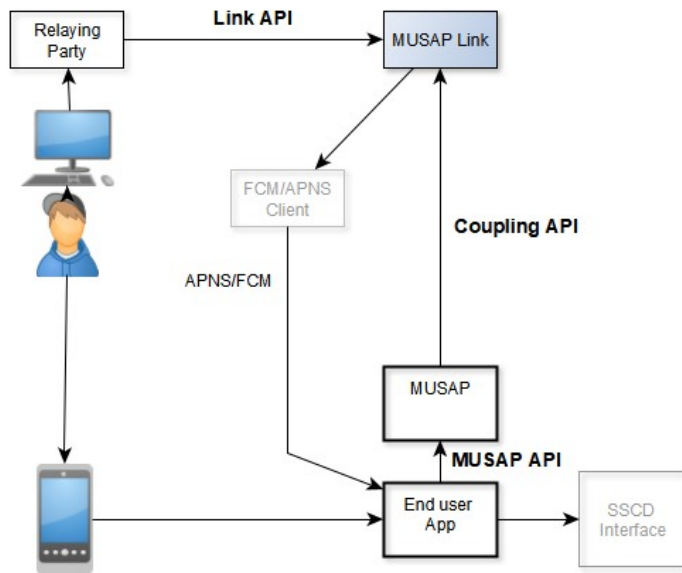 Link API
Relaying
Party
MUSAP Link
FCM/APNS
Client
Coupling API
APNS/FCM
MUSAP
MUSAP API
End user
App
SSCD
Interface